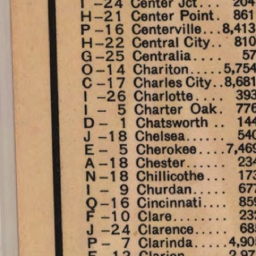 -24 Center Jct... 204
H-21 Center Point. 861
P-16 Centerville..8,413
H-22 Central City.. 810
G-25 Centralia.... 57
O-14 Chariton.....5,754
C-17 Charles City..8,681
I -26 Charlotte.... 393
I - 5 Charter Oak. 776
D- 1 Chatsworth .. 144
J -18 Chelsea..... 540
E- 5 Cherokee....7,469
A-18 Chester..... 234
N-18 Chillicothe... 173
I - 9 Churdan..... 677
Q-16 Cincinnati.... 859
F -10 Clare....... 232
J -24 Clarence..... 68
P- 7 Clarinda.....4,90